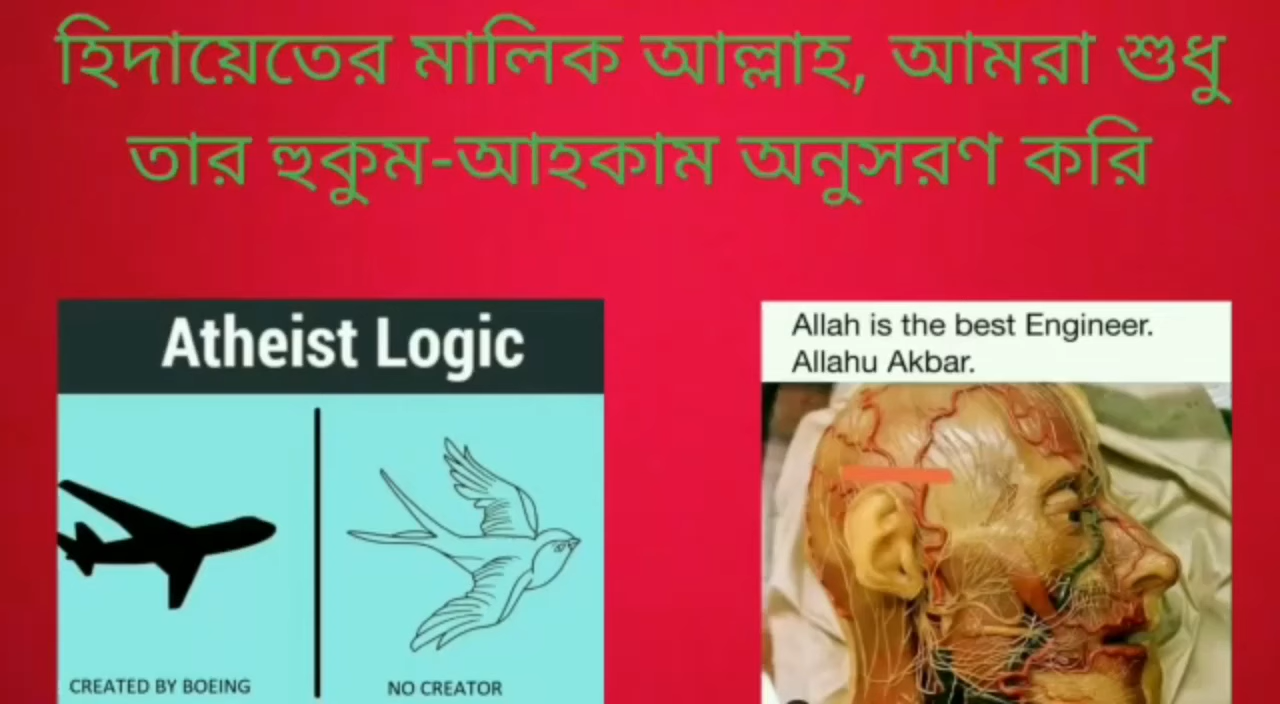 হিদায়েতের মালিক আল্লাহ, আমরা শুধু
তার হুকুম-আহকাম অনুসরণ করি
Atheist Logic
CREATED BY BOEING
NO CREATOR
Allah is the best Engineer.
Allahu Akbar.